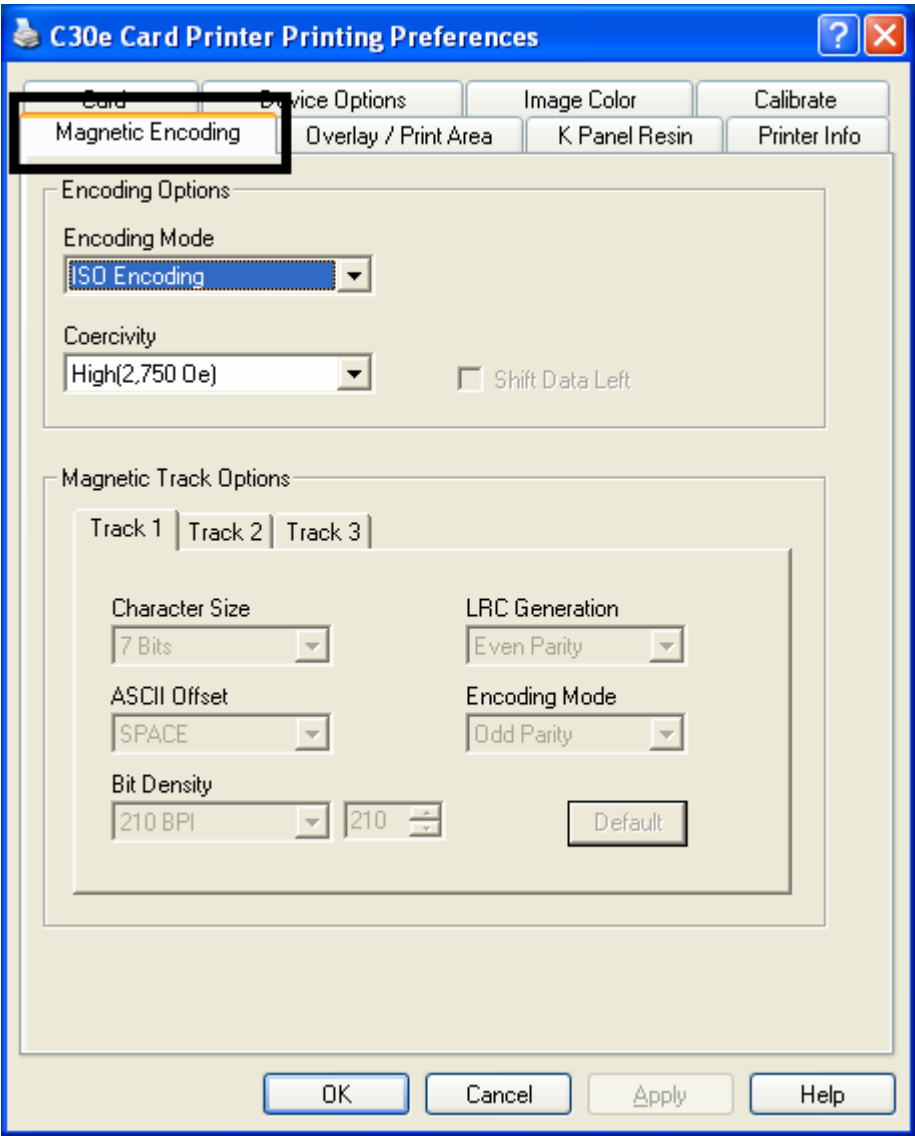 C30e Card Printer Printing Preferences
Card Device Options Image Color Calibrate
Magnetic Encoding Overlay / Print Area K Panel Resin Printer Info
Encoding Options
Encoding Mode
ISO Encoding
Coercivity
High(2,750 Oe) Shift Data Left
Magnetic Track Options
Track 1 Track 2 Track 3
Character Size LRC Generation
7 Bits Even Parity
ASCII Offset Encoding Mode
SPACE Odd Parity
Bit Density
210 BPI 210 Default
OK Cancel Apply Help